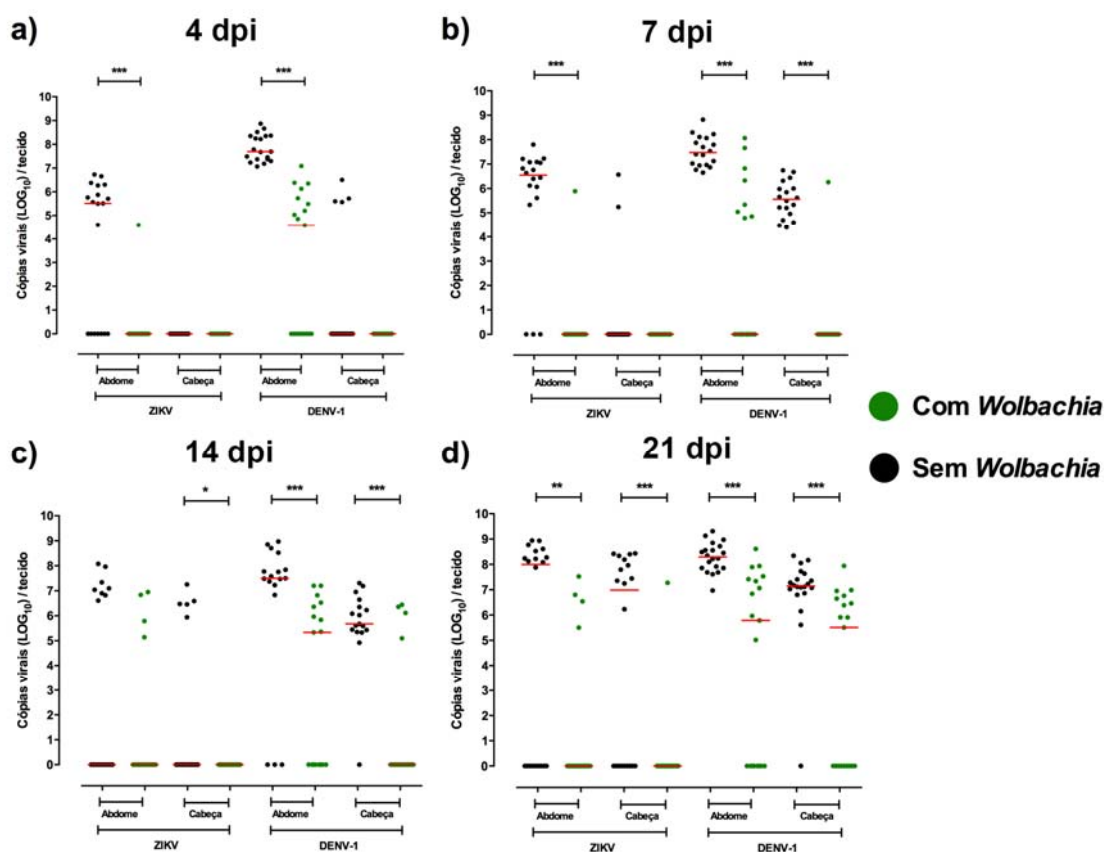 a)
4 dpi
*** ***
Cópias virais (LOG10) / tecido
10
9
8
7
6
5
4
3
2
1
0
Abdome Cabeça Abdome Cabeça
ZIKV DENV-1
b)
7 dpi
*** *** ***
Cópias virais (LOG10) / tecido
10
9
8
7
6
5
4
3
2
1
0
Abdome Cabeça Abdome Cabeça
ZIKV DENV-1
Com Wolbachia
Sem Wolbachia
c)
14 dpi
* *** ***
Cópias virais (LOG10) / tecido
10
9
8
7
6
5
4
3
2
1
0
Abdome Cabeça Abdome Cabeça
ZIKV DENV-1
d)
21 dpi
** *** *** ***
Cópias virais (LOG10) / tecido
10
9
8
7
6
5
4
3
2
1
0
Abdome Cabeça Abdome Cabeça
ZIKV DENV-1